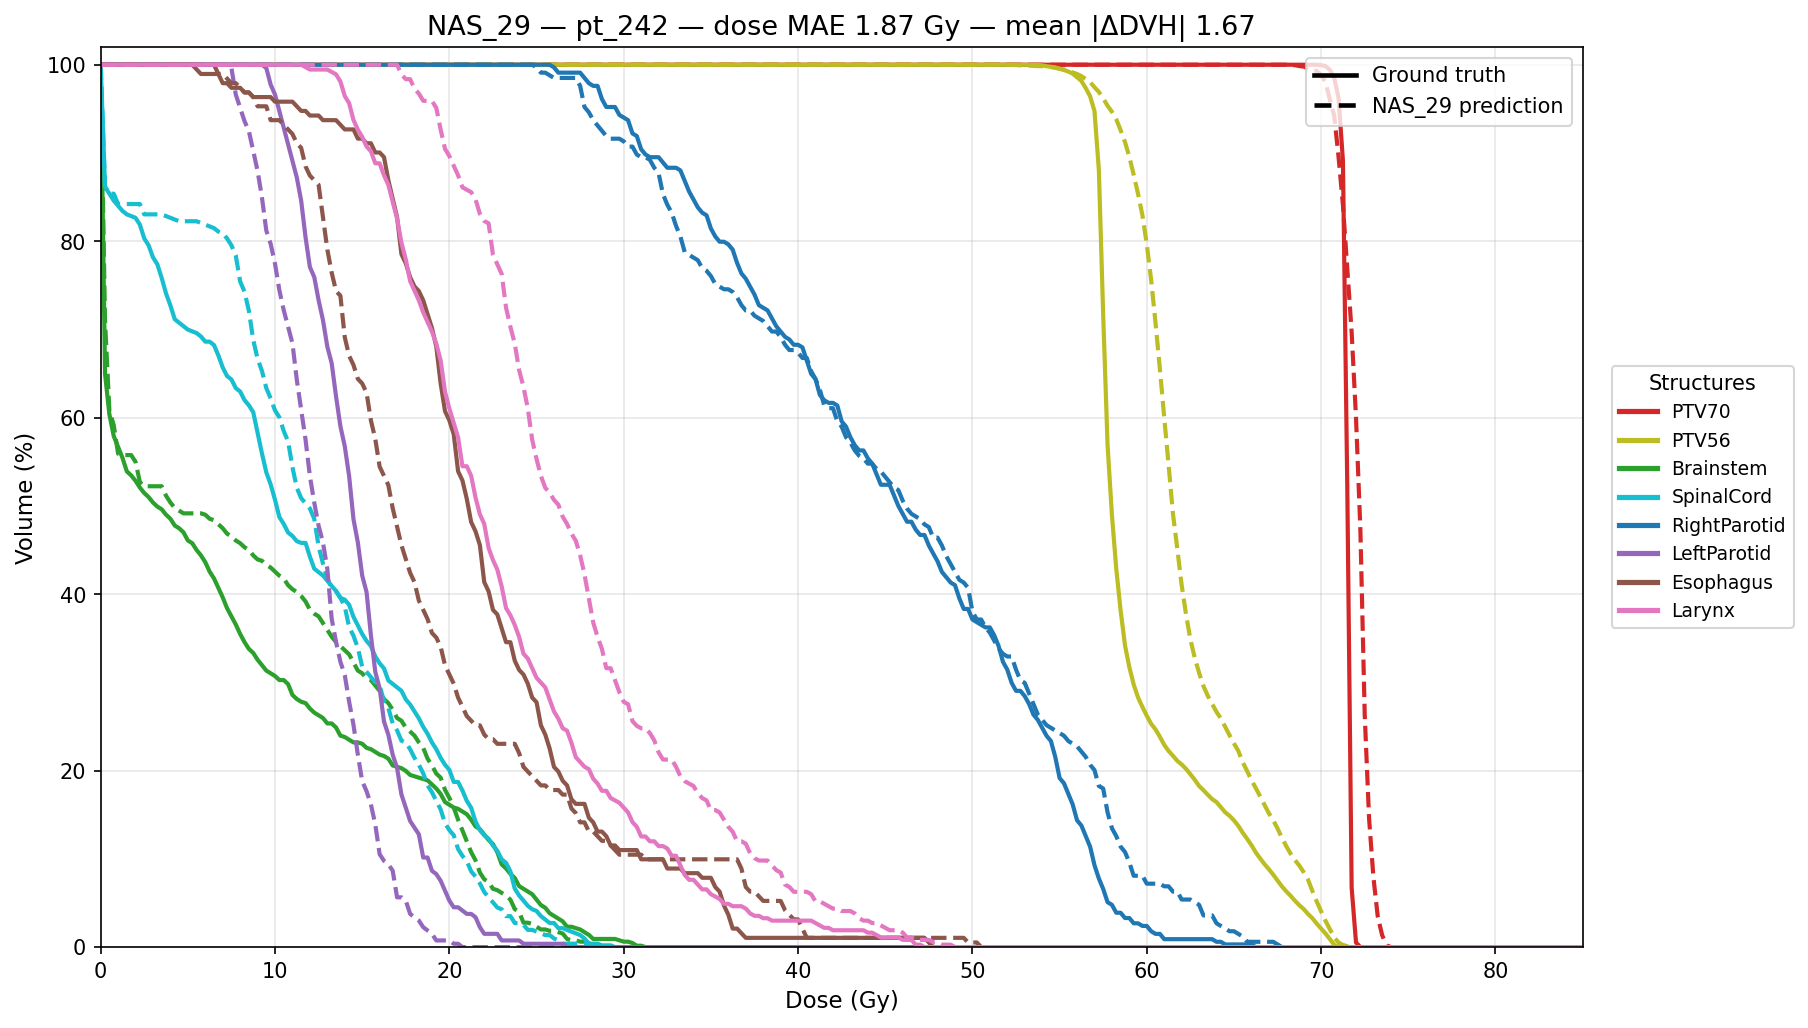 NAS_29 — pt_242 — dose MAE 1.87 Gy — mean |ΔDVH| 1.67
Ground truth
NAS_29 prediction
100
80
60
40
20
0
Volume (%)
0 10 20 30 40 50 60 70 80
Dose (Gy)
Structures
PTV70
PTV56
Brainstem
SpinalCord
RightParotid
LeftParotid
Esophagus
Larynx